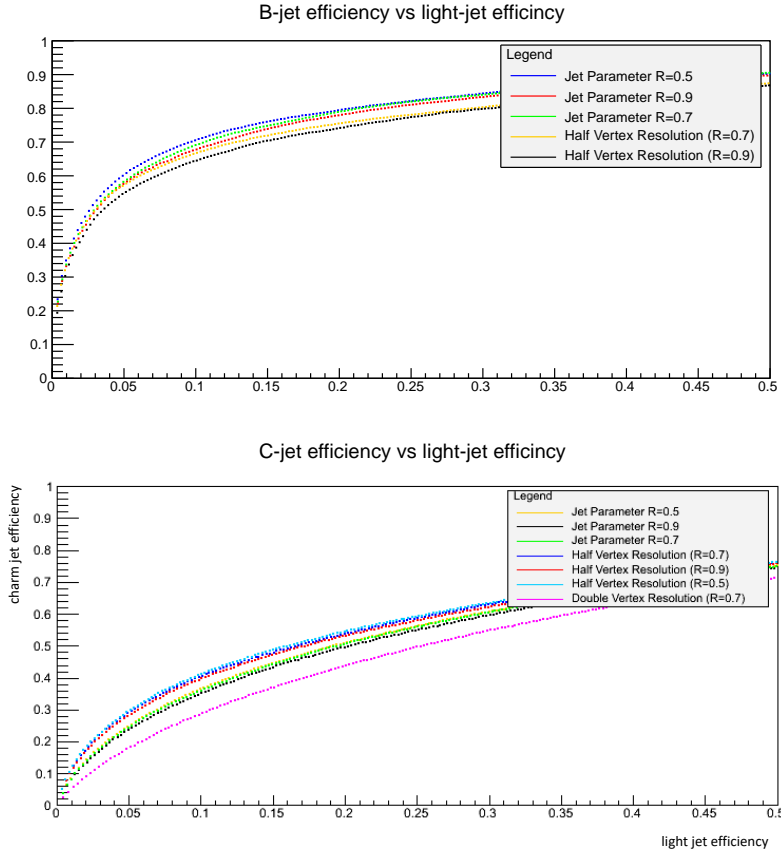 B-jet efficiency vs light-jet efficincy
1
0.9
0.8
0.7
0.6
0.5
0.4
0.3
0.2
0.1
0
Legend
Jet Parameter R=0.5
Jet Parameter R=0.9
Jet Parameter R=0.7
Half Vertex Resolution (R=0.7)
Half Vertex Resolution (R=0.9)
0 0.05 0.1 0.15 0.2 0.25 0.3 0.35 0.4 0.45 0.5
C-jet efficiency vs light-jet efficincy
charm jet efficiency
1
0.9
0.8
0.7
0.6
0.5
0.4
0.3
0.2
0.1
0
Legend
Jet Parameter R=0.5
Jet Parameter R=0.9
Jet Parameter R=0.7
Half Vertex Resolution (R=0.7)
Half Vertex Resolution (R=0.9)
Half Vertex Resolution (R=0.5)
Double Vertex Resolution (R=0.7)
0 0.05 0.1 0.15 0.2 0.25 0.3 0.35 0.4 0.45 0.5
light jet efficiency